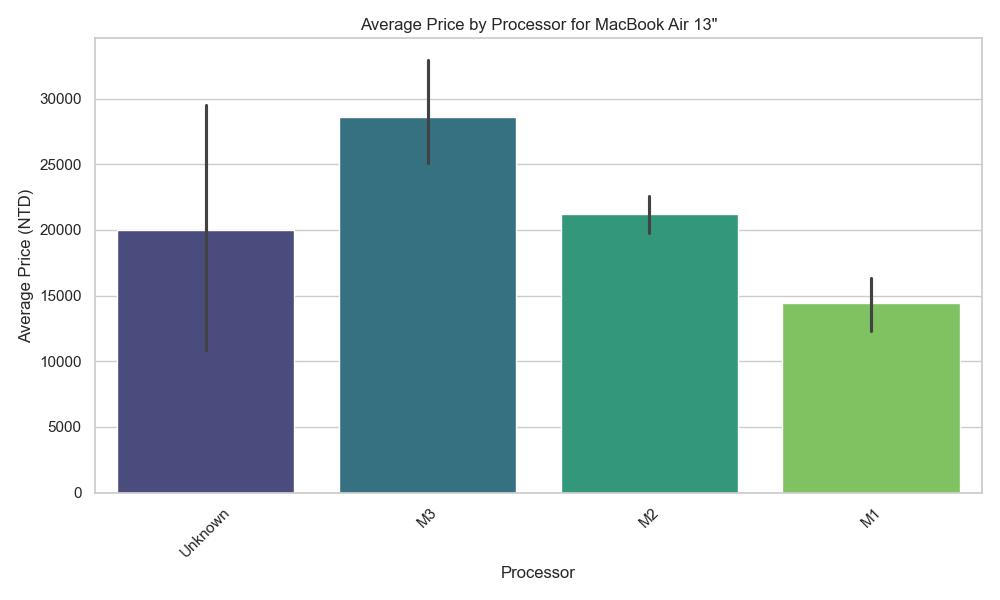 Average Price by Processor for MacBook Air 13"
Average Price (NTD)
30000
25000
20000
15000
10000
5000
0
Unknown
M3
M2
M1
Processor